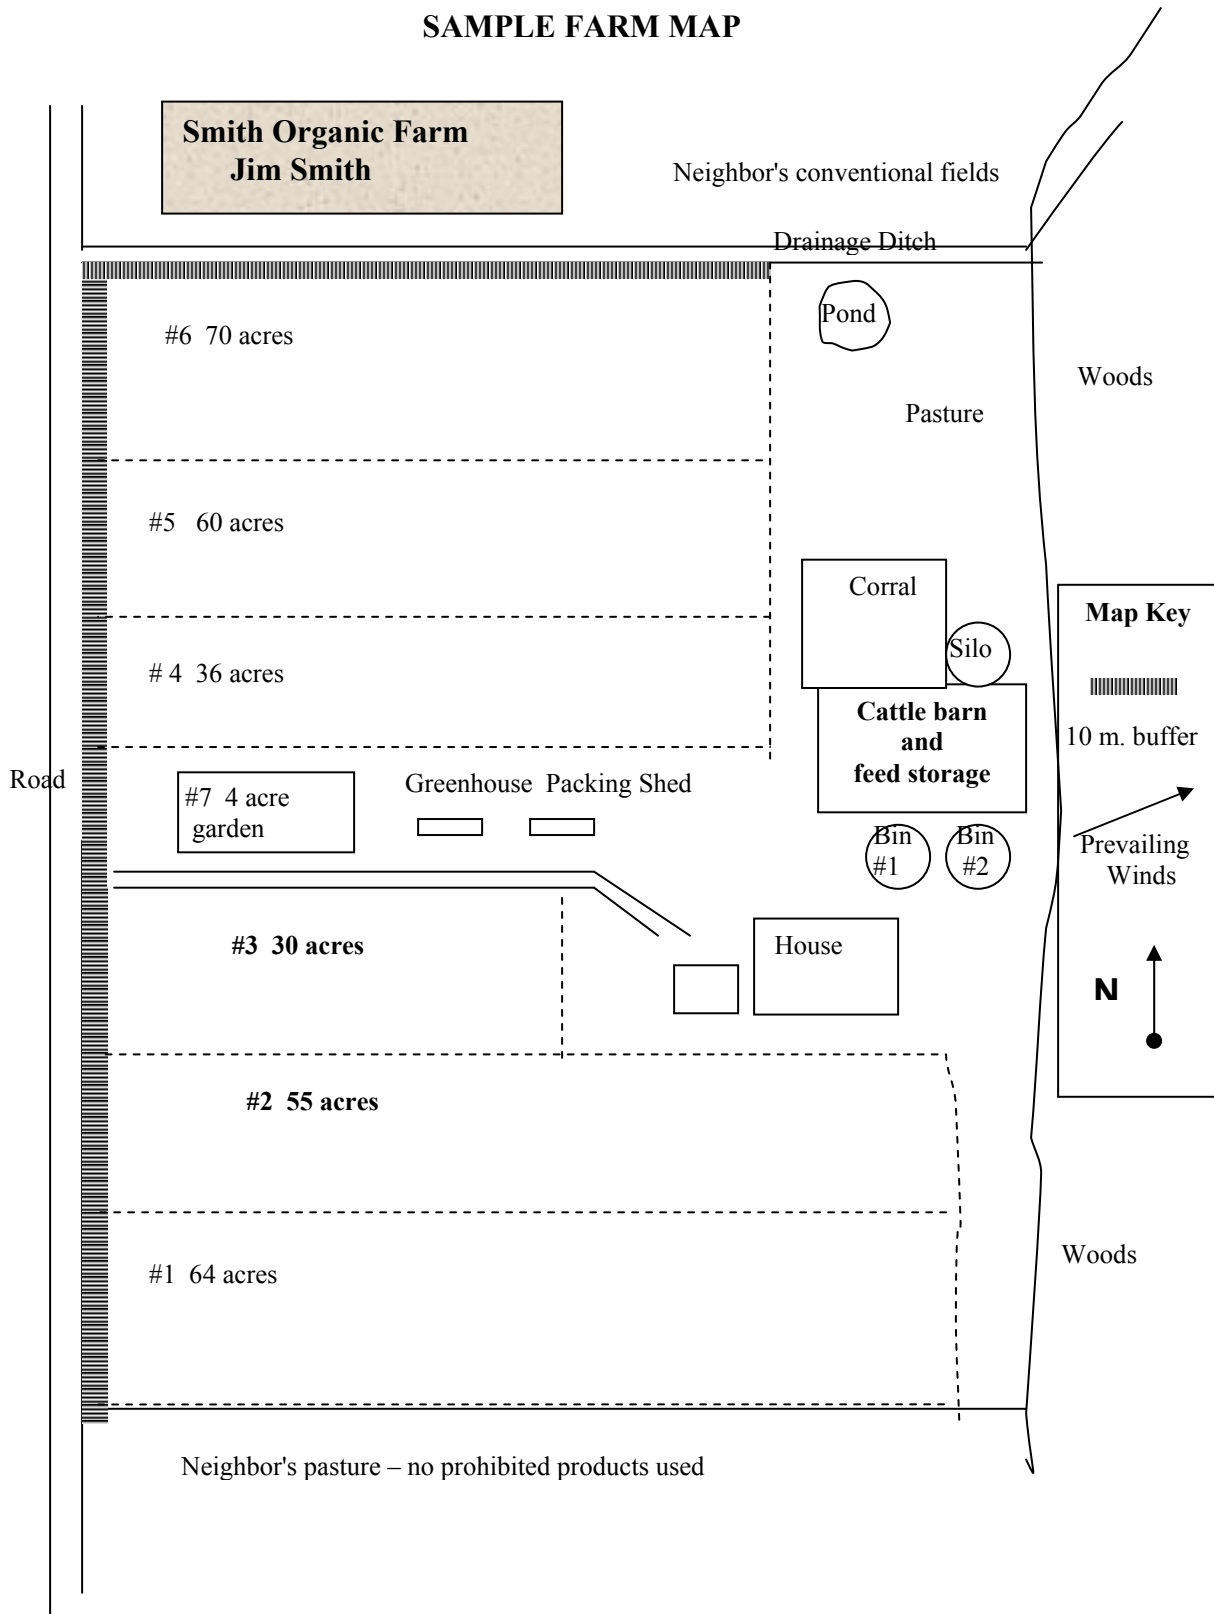 SAMPLE FARM MAP
Smith Organic Farm
Jim Smith
Neighbor's conventional fields
Drainage Ditch
Pond
#6  70 acres
Woods
Pasture
#5   60 acres
Corral
Map Key
Silo
# 4  36 acres
Cattle barn
and
feed storage
10 m. buffer
Road
Greenhouse  Packing Shed
#7  4 acre
garden
Bin
#1
Bin
#2
Prevailing
Winds
#3  30 acres
House
N
#2  55 acres
Woods
#1  64 acres
Neighbor's pasture – no prohibited products used